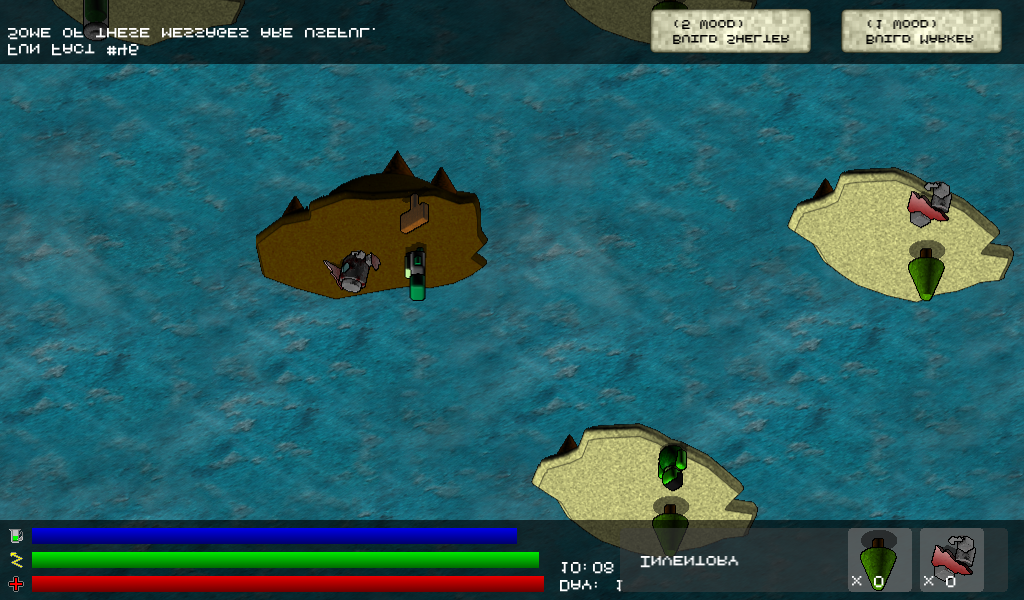 Fun Fact #46
Some of these messages are useful.
Build Shelter
(5 wood)
Build Marker
(1 wood)
Day: 1
10:08
Inventory
x 0
x 0